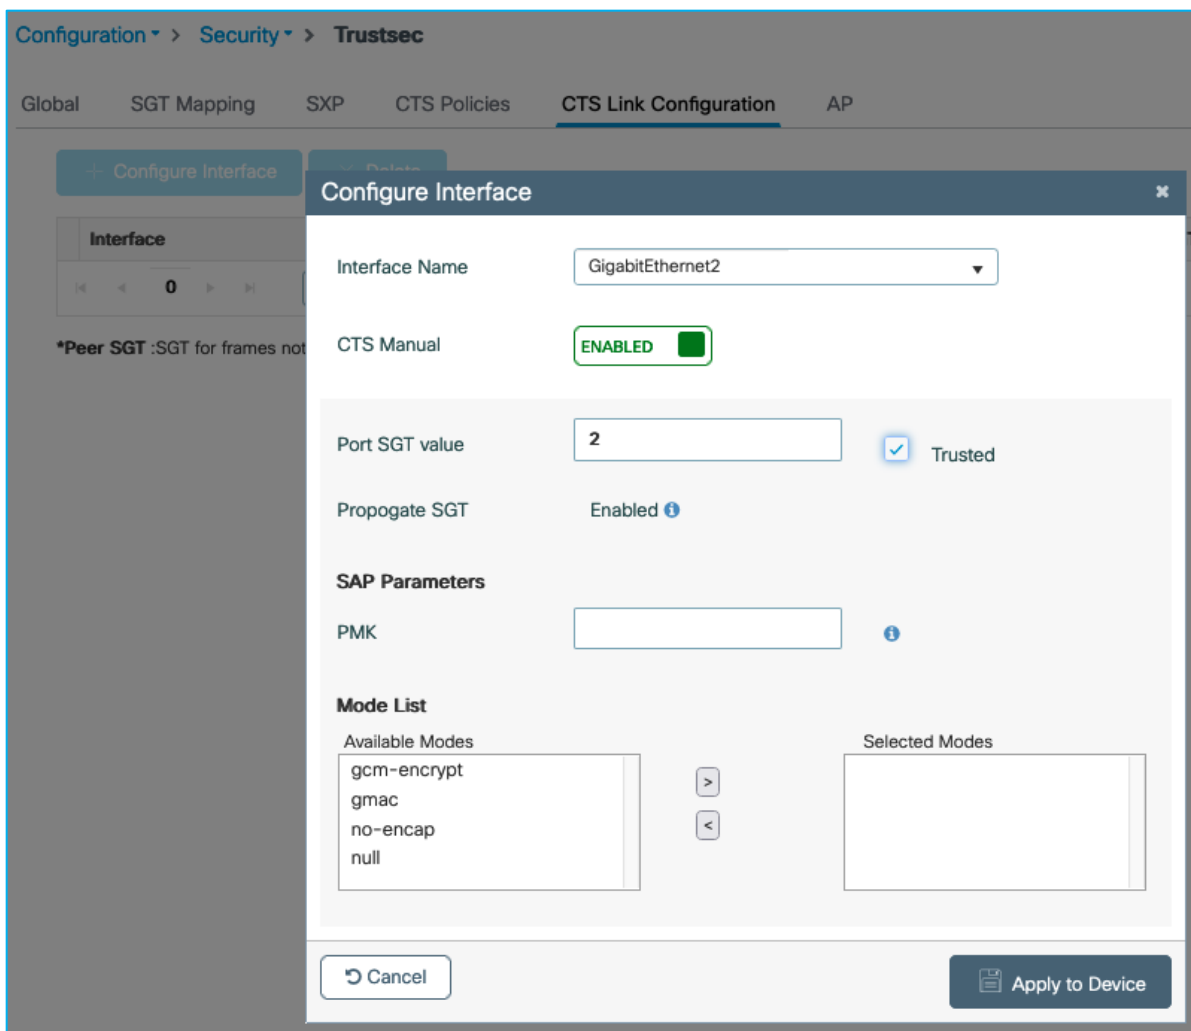 Configuration > Security > Trustsec
Global SGT Mapping SXP CTS Policies CTS Link Configuration AP
+ Configure Interface × Delete
Configure Interface ×
Interface
Interface Name GigabitEthernet2
0
CTS Manual ENABLED
*Peer SGT :SGT for frames not
Port SGT value 2 Trusted
Propogate SGT Enabled
SAP Parameters
PMK
Mode List
Available Modes Selected Modes
gcm-encrypt
gmac
no-encap
null
>
<
Cancel Apply to Device